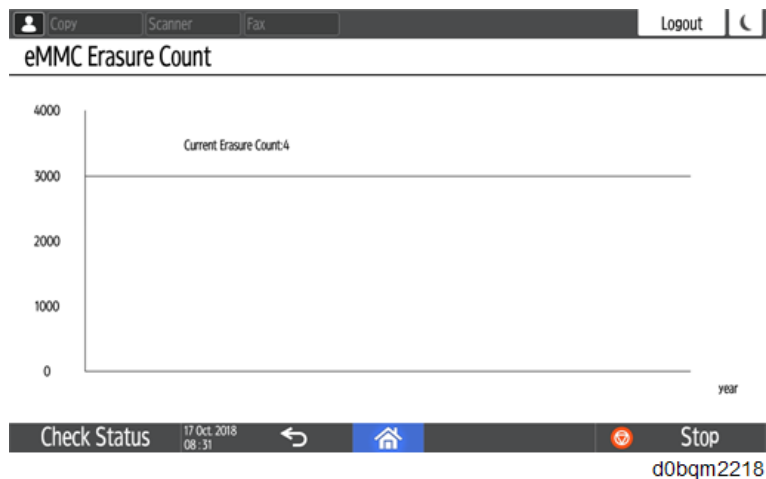 Copy Scanner Fax Logout
eMMC Erasure Count
4000
Current Erasure Count:4
3000
2000
1000
0
year
Check Status 17 Oct. 2018 08:31 Stop
d0bqm2218